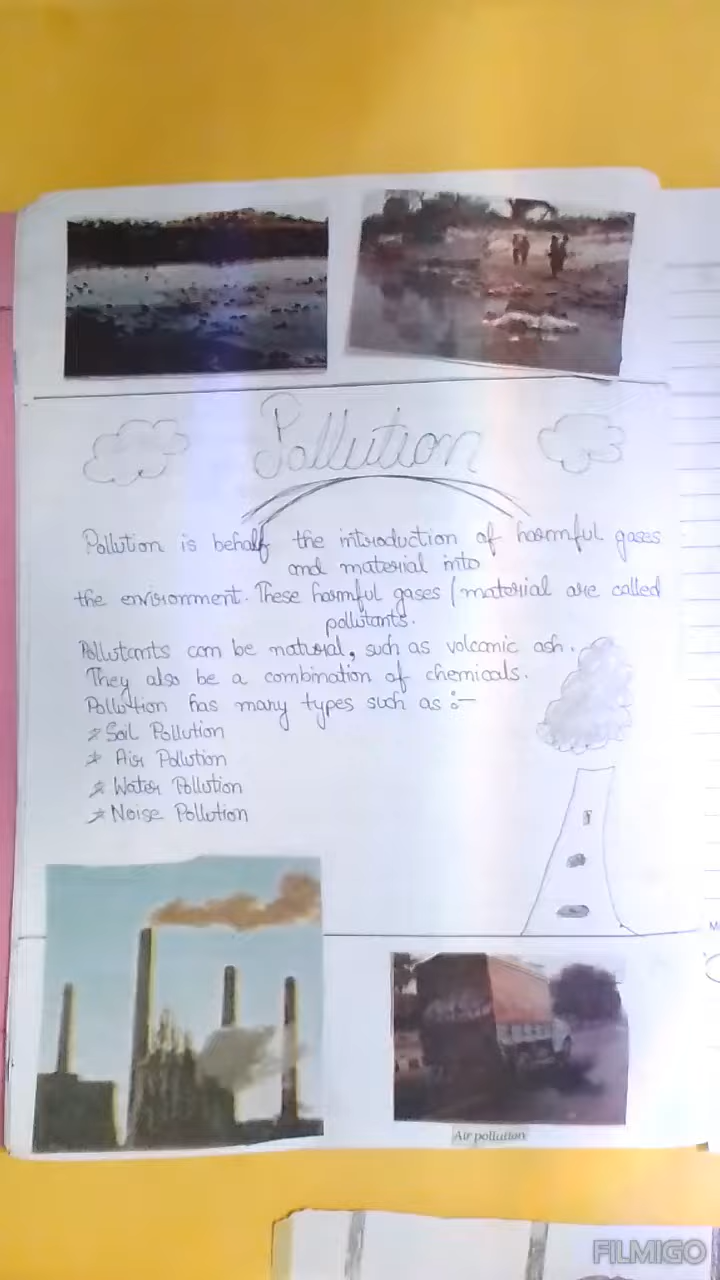 Pollution
Pollution is behalf the introduction of harmful gases
and material into
the environment. These harmful gases / material are called
pollutants.
Pollutants can be natural, such as volcanic ash.
They also be a combination of chemicals.
Pollution has many types such as :-
* Soil Pollution
* Air Pollution
* Water Pollution
* Noise Pollution
Air pollution
FILMIGO